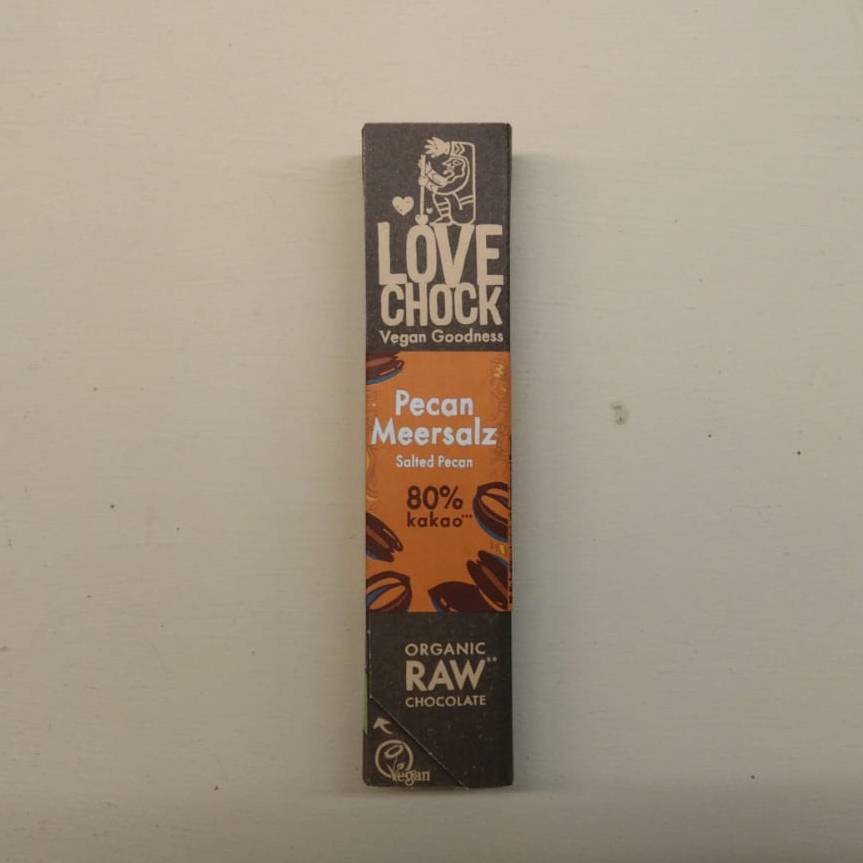 LOVE
CHOCK
Vegan Goodness
Pecan
Meersalz
Salted Pecan
80%
kakao***
ORGANIC
RAW**
CHOCOLATE
Vegan